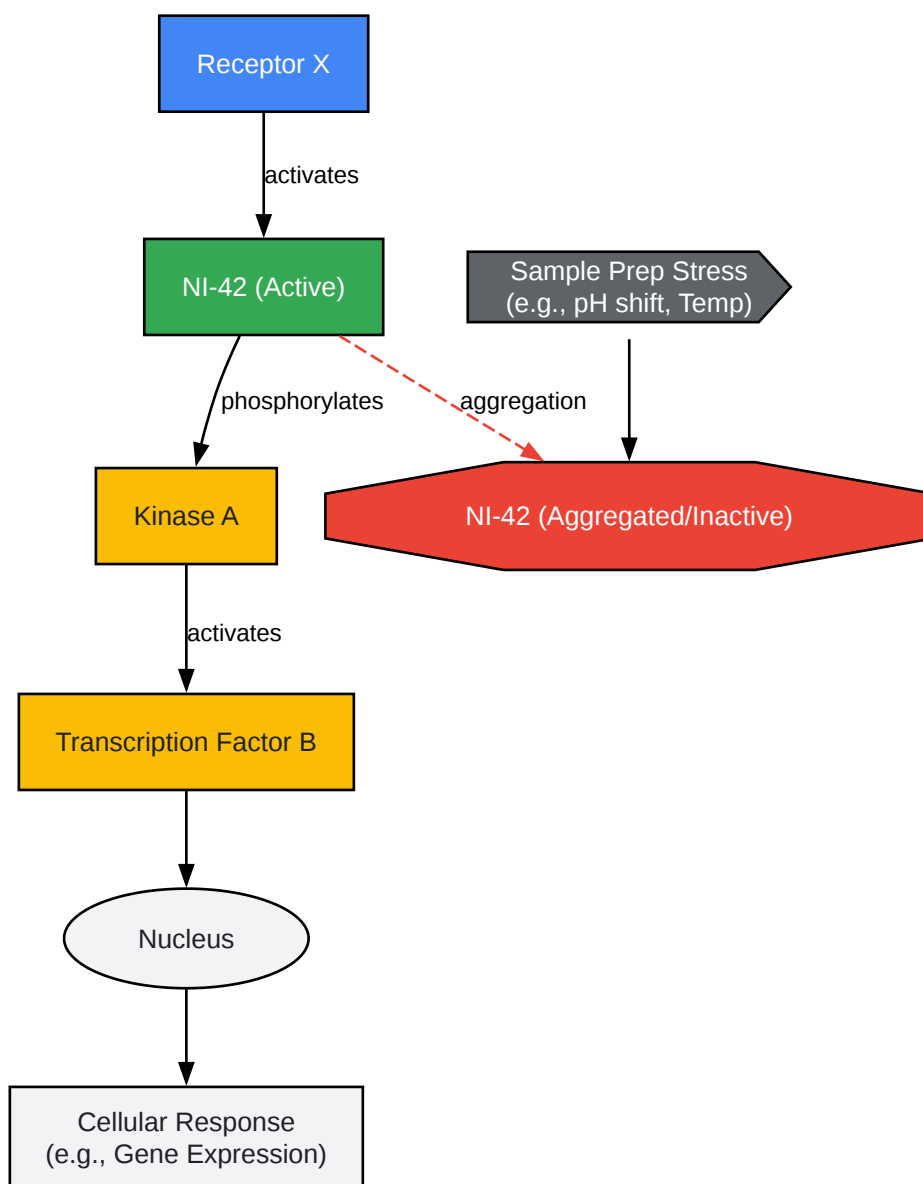 Receptor X
activates
NI-42 (Active)
Sample Prep Stress
(e.g., pH shift, Temp)
phosphorylates
aggregation
Kinase A
NI-42 (Aggregated/Inactive)
activates
Transcription Factor B
Nucleus
Cellular Response
(e.g., Gene Expression)